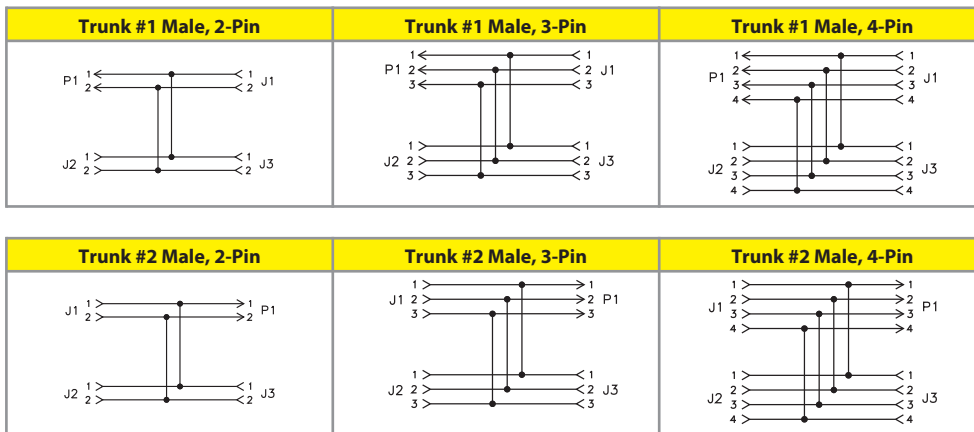 Trunk #1 Male, 2-Pin
Trunk #1 Male, 3-Pin
Trunk #1 Male, 4-Pin
P1 1 2
1 2 J1
J2 1 2
1 2 J3
P1 1 2 3
1 2 3 J1
J2 1 2 3
1 2 3 J3
P1 1 2 3 4
1 2 3 4 J1
J2 1 2 3 4
1 2 3 4 J3
Trunk #2 Male, 2-Pin
Trunk #2 Male, 3-Pin
Trunk #2 Male, 4-Pin
J1 1 2
1 2 P1
J2 1 2
1 2 J3
J1 1 2 3
1 2 3 P1
J2 1 2 3
1 2 3 J3
J1 1 2 3 4
1 2 3 4 P1
J2 1 2 3 4
1 2 3 4 J3